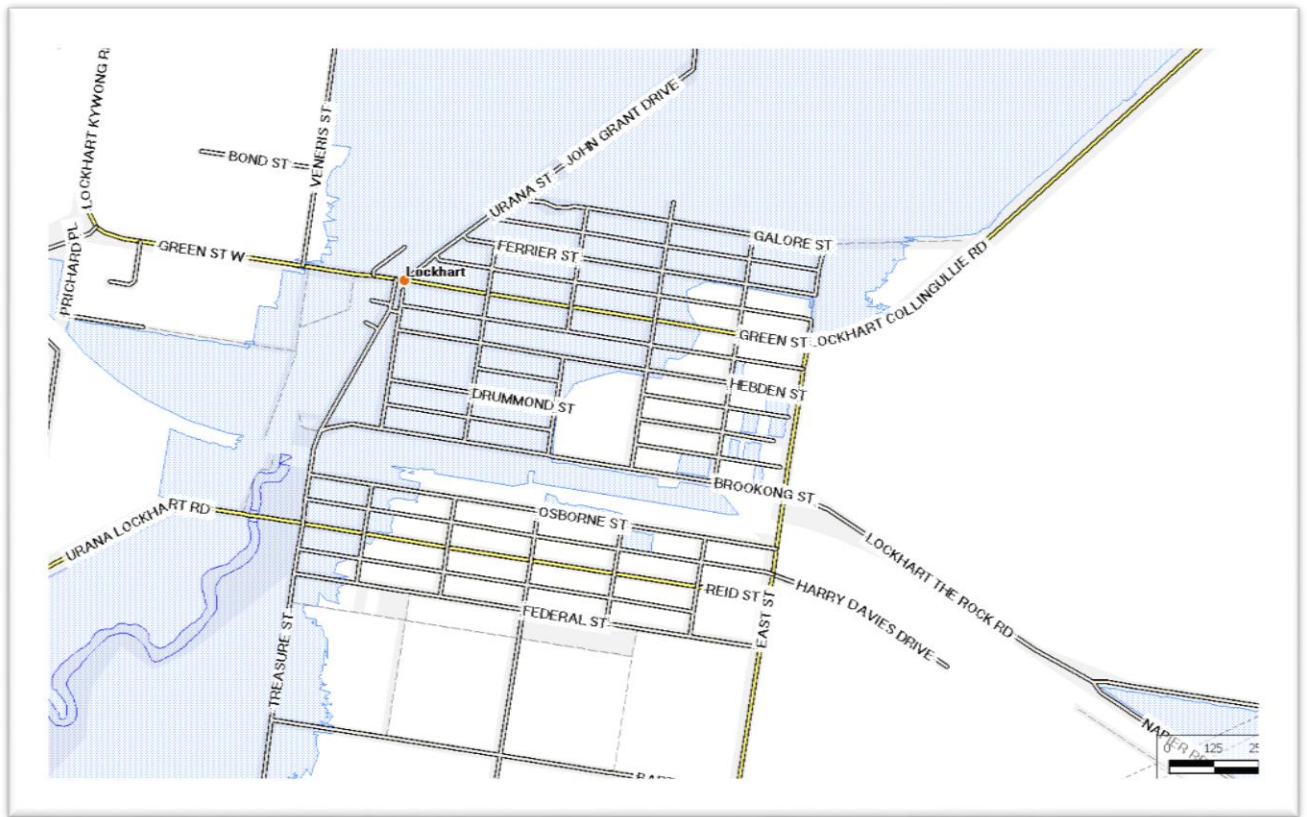 LOCKHART KYWONG R
VENERIS ST
JOHN GRANT DRIVE
BOND ST
URANA ST
PRICHARD PL
GREEN ST W
FERRIER ST
GALORE ST
Lockhart
GREEN ST
LOCKHART COLLINGULLIE RD
HEBDEN ST
DRUMMOND ST
BROOKONG ST
URANA LOCKHART RD
OSBORNE ST
LOCKHART THE ROCK RD
REID ST
HARRY DAVIES DRIVE
FEDERAL ST
EAST ST
TREASURE ST
NAPIER R
0 125 25